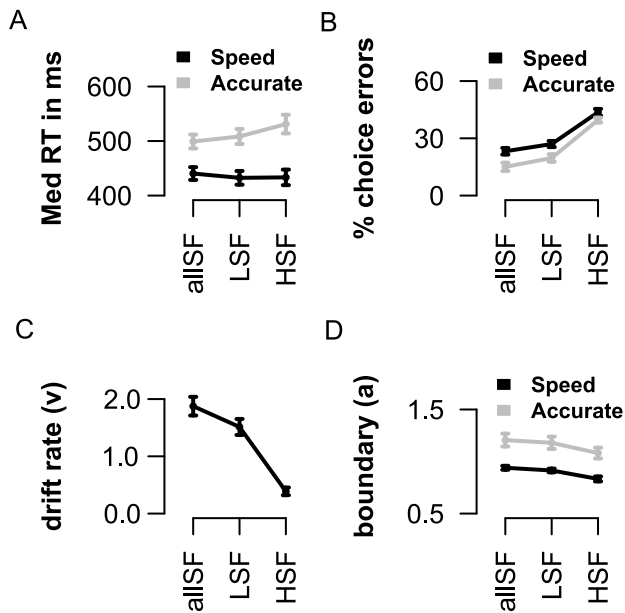 A
Med RT in ms
Speed
Accurate
600
500
400
allSF
LSF
HSF
B
% choice errors
Speed
Accurate
60
30
0
allSF
LSF
HSF
C
drift rate (v)
2.0
1.0
0.0
allSF
LSF
HSF
D
boundary (a)
Speed
Accurate
1.5
0.5
allSF
LSF
HSF